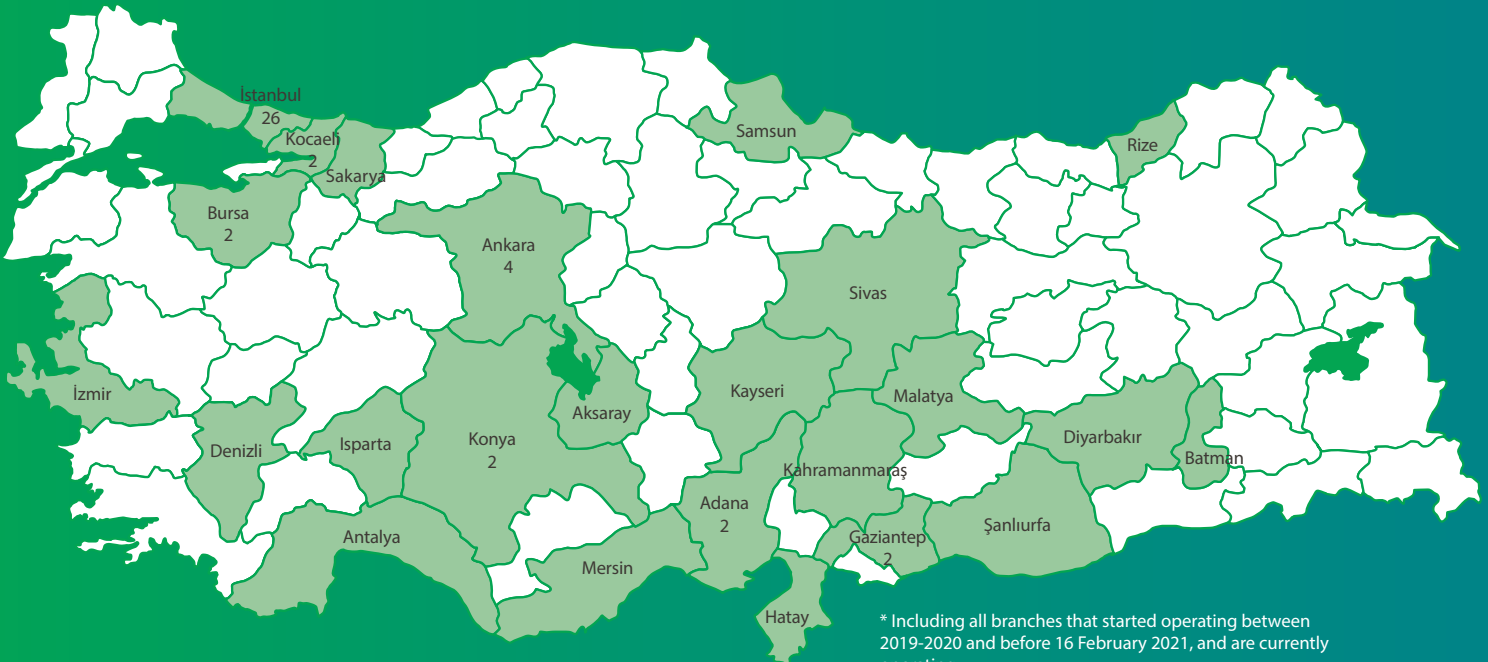 İstanbul
26
Kocaeli
2
Sakarya
Samsun
Rize
Bursa
2
Ankara
4
Sivas
İzmir
Kayseri
Malatya
Aksaray
Denizli
Isparta
Konya
2
Diyarbakır
Batman
Kahramanmaraş
Adana
2
Antalya
Gaziantep
2
Şanlıurfa
Mersin
Hatay
* Including all branches that started operating between
2019-2020 and before 16 February 2021, and are currently